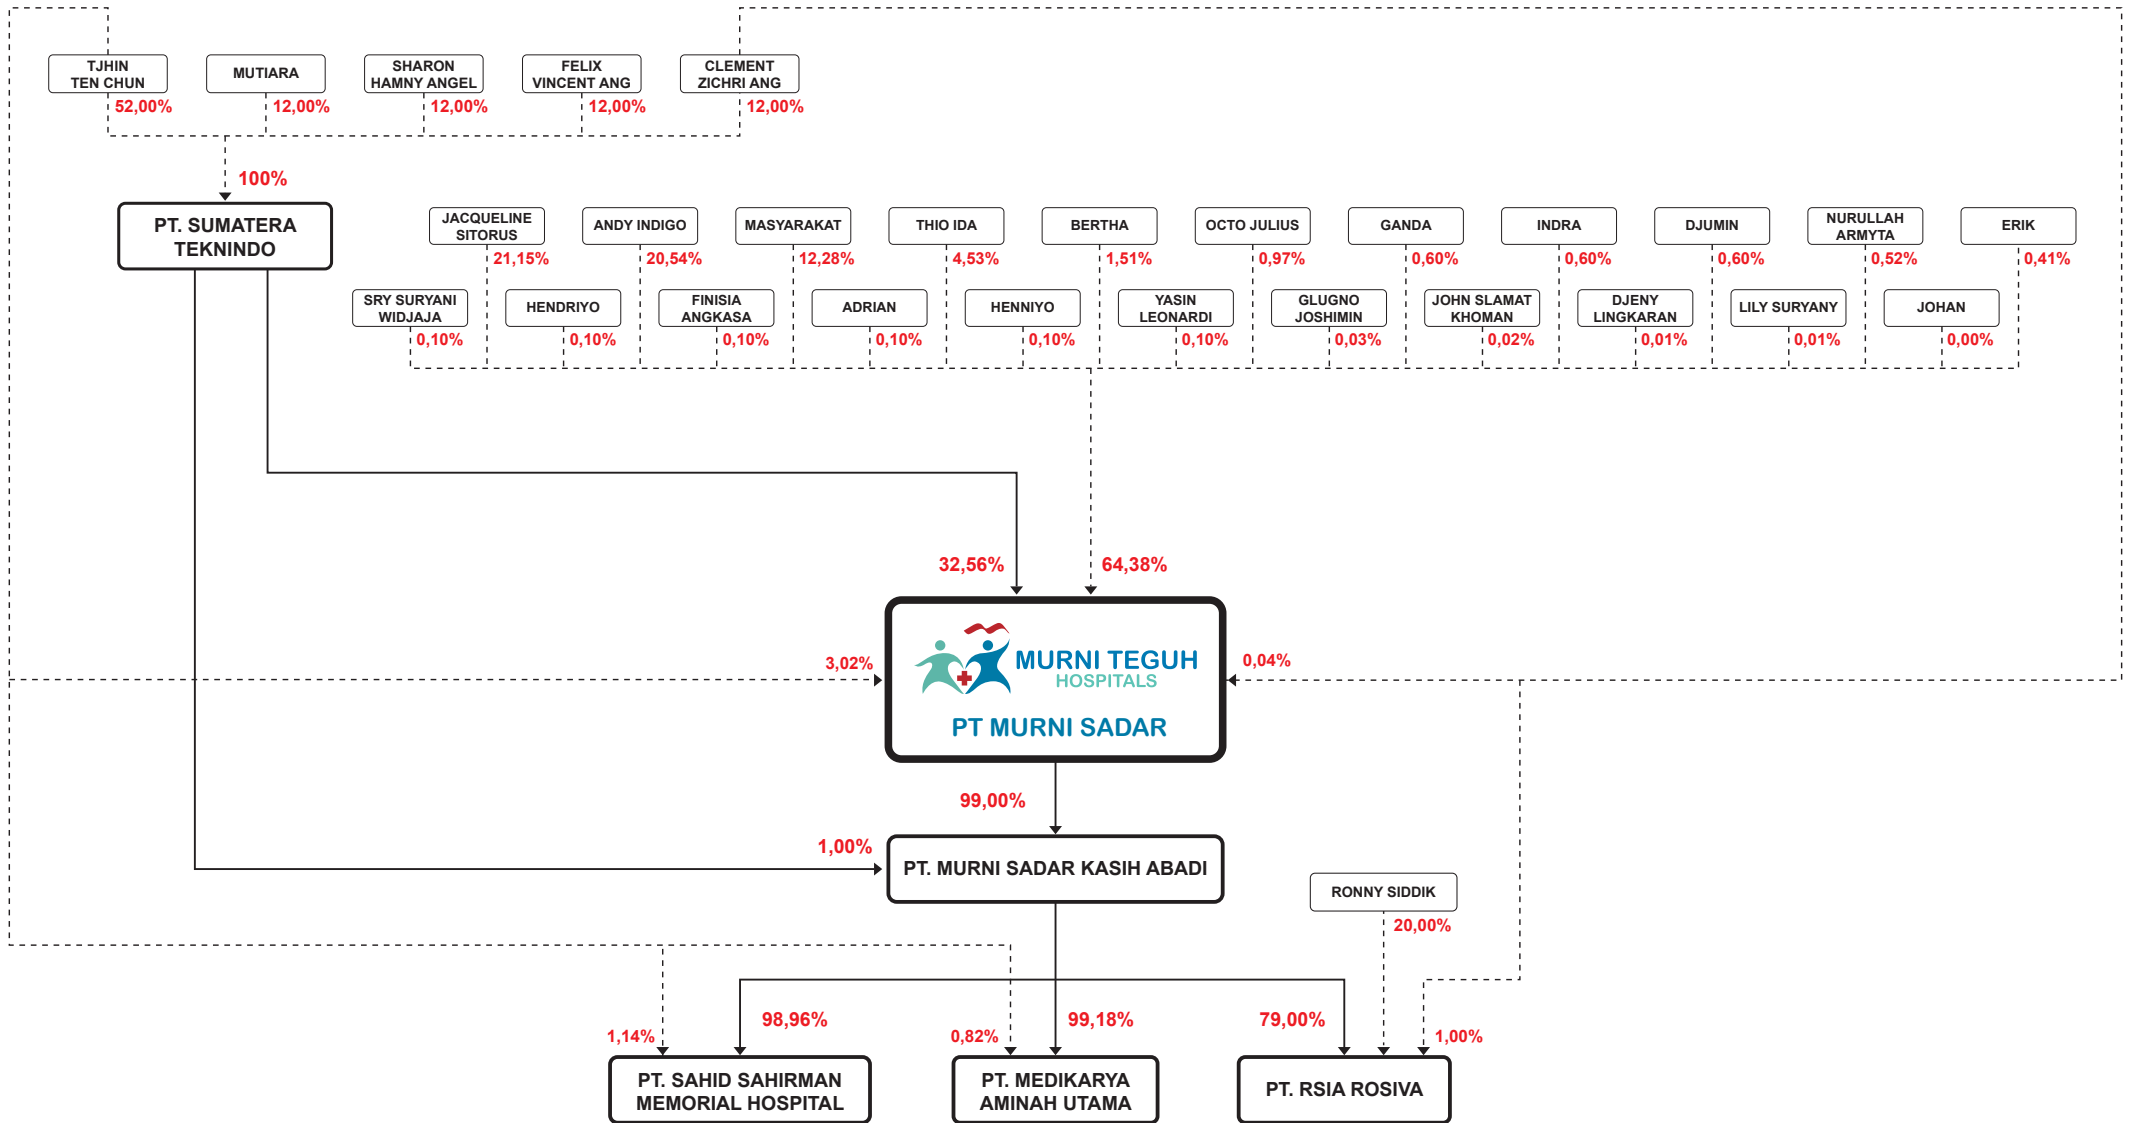 TJHIN
TEN CHUN
MUTIARA
SHARON
HAMNY ANGEL
FELIX
VINCENT ANG
CLEMENT
ZICHRI ANG
52,00%
12,00%
12,00%
12,00%
12,00%
100%
PT. SUMATERA
TEKNINDO
JACQUELINE
SITORUS
ANDY INDIGO
MASYARAKAT
THIO IDA
BERTHA
OCTO JULIUS
GANDA
INDRA
DJUMIN
NURULLAH
ARMYTA
ERIK
21,15%
20,54%
12,28%
4,53%
1,51%
0,97%
0,60%
0,60%
0,60%
0,52%
0,41%
SRY SURYANI
WIDJAJA
HENDRIYO
FINISIA
ANGKASA
ADRIAN
HENNIYO
YASIN
LEONARDI
GLUGNO
JOSHIMIN
JOHN SLAMAT
KHOMAN
DJENY
LINGKARAN
LILY SURYANY
JOHAN
0,10%
0,10%
0,10%
0,10%
0,10%
0,10%
0,03%
0,02%
0,01%
0,01%
0,00%
32,56%
64,38%
3,02%
MURNI TEGUH
HOSPITALS
PT MURNI SADAR
0,04%
99,00%
1,00%
PT. MURNI SADAR KASIH ABADI
RONNY SIDDIK
20,00%
1,14%
98,96%
0,82%
99,18%
79,00%
1,00%
PT. SAHID SAHIRMAN
MEMORIAL HOSPITAL
PT. MEDIKARYA
AMINAH UTAMA
PT. RSIA ROSIVA